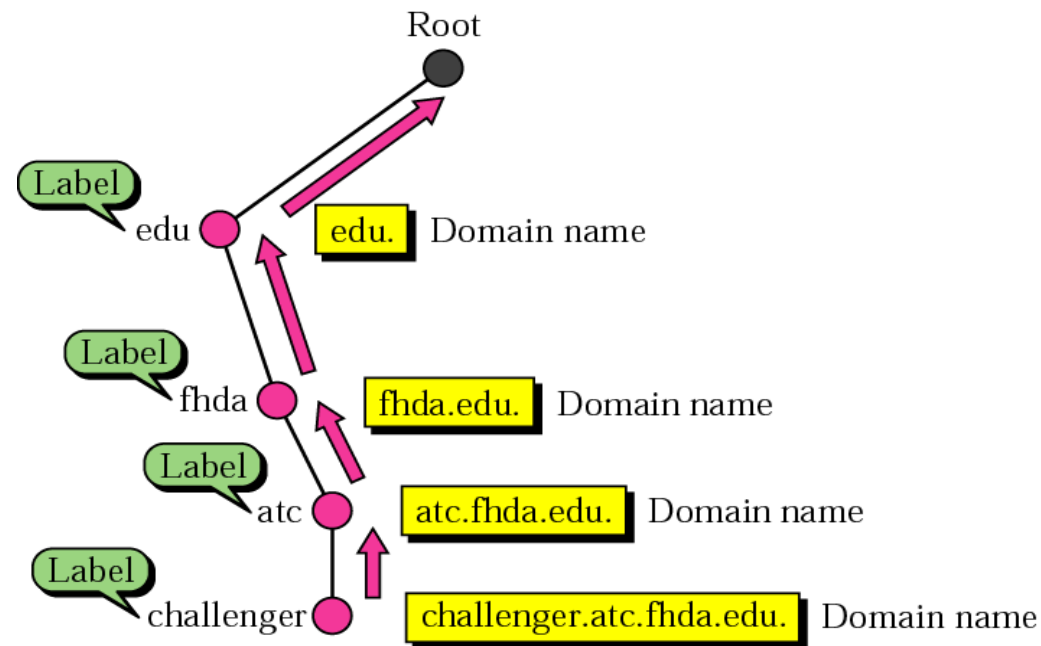 Root
Label
edu
edu.
Domain name
Label
fhda
fhda.edu.
Domain name
Label
atc
atc.fhda.edu.
Domain name
Label
challenger
challenger.atc.fhda.edu.
Domain name